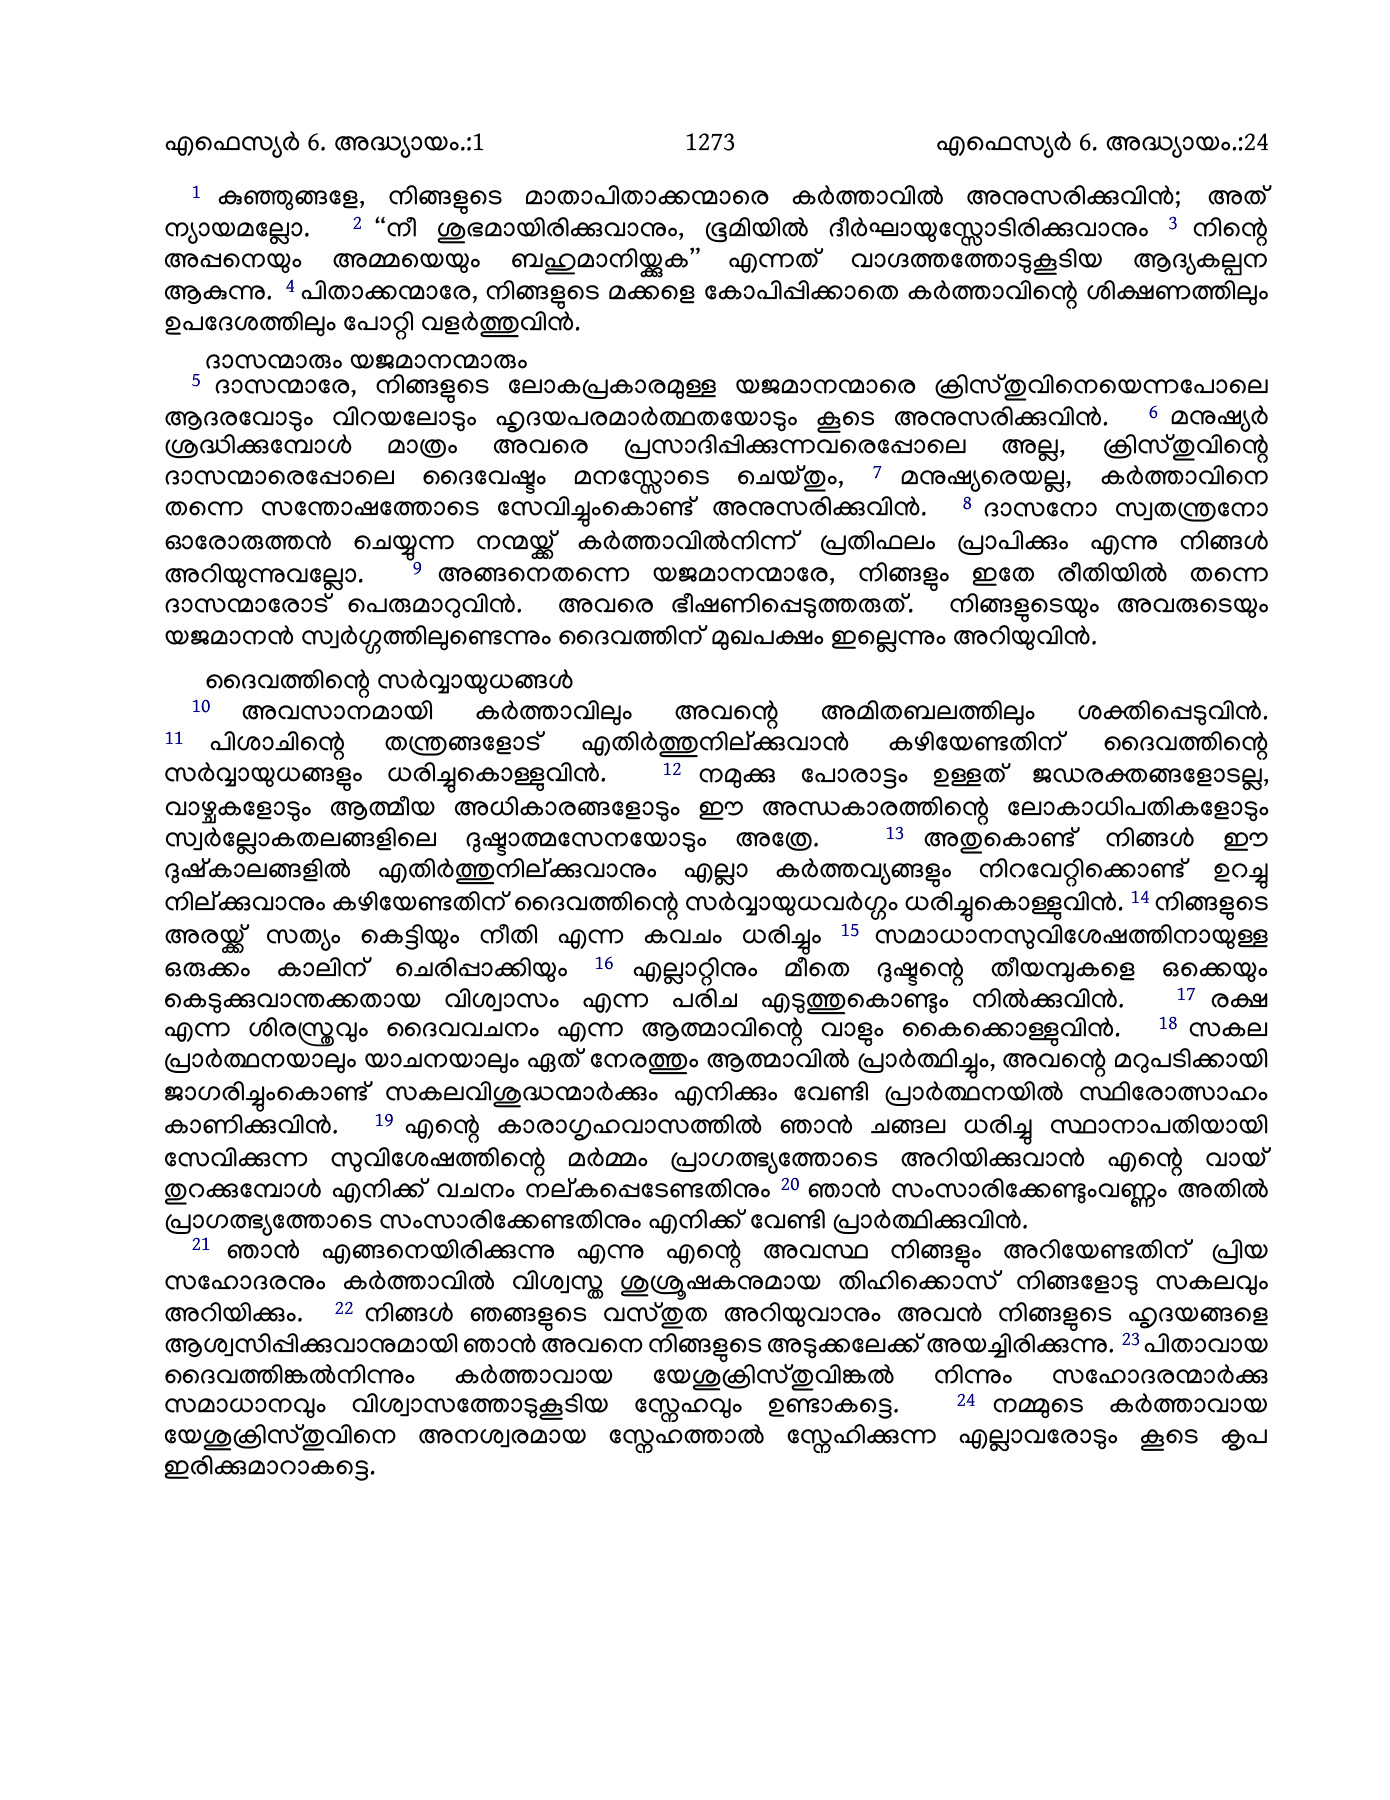 എഫെസ്യർ 6. അദ്ധ്യായം.:1 1273 എഫെസ്യർ 6. അദ്ധ്യായം.:24
1 കുഞ്ഞുങ്ങളേ, നിങ്ങളുടെ മാതാപിതാക്കന്മാരെ കർത്താവിൽ അനുസരിക്കുവിൻ; അത്
ന്യായമല്ലോ. 2 “നീ ശുഭമായിരിക്കുവാനും, ഭൂമിയിൽ ദീർഘായുസ്സോടിരിക്കുവാനും 3 നിന്റെ
അപ്പനെയും അമ്മയെയും ബഹുമാനിയ്ക്കുക” എന്നത് വാഗ്ദത്തത്തോടുകൂടിയ ആദ്യകല്പന
ആകുന്നു. 4 പിതാക്കന്മാരേ, നിങ്ങളുടെ മക്കളെ കോപിപ്പിക്കാതെ കർത്താവിന്റെ ശിക്ഷണത്തിലും
ഉപദേശത്തിലും പോറ്റി വളർത്തുവിൻ.
ദാസന്മാരും യജമാനന്മാരും
5 ദാസന്മാരേ, നിങ്ങളുടെ ലോകപ്രകാരമുള്ള യജമാനന്മാരെ ക്രിസ്തുവിനെയെന്നപോലെ
ആദരവോടും വിറയലോടും ഹൃദയപരമാർത്ഥതയോടും കൂടെ അനുസരിക്കുവിൻ. 6 മനുഷ്യർ
ശ്രദ്ധിക്കുമ്പോൾ മാത്രം അവരെ പ്രസാദിപ്പിക്കുന്നവരെപ്പോലെ അല്ല, ക്രിസ്തുവിന്റെ
ദാസന്മാരെപ്പോലെ ദൈവേഷ്ടം മനസ്സോടെ ചെയ്തും, 7 മനുഷ്യരെയല്ല, കർത്താവിനെ
തന്നെ സന്തോഷത്തോടെ സേവിച്ചുംകൊണ്ട് അനുസരിക്കുവിൻ. 8 ദാസനോ സ്വതന്ത്രനോ
ഓരോരുത്തൻ ചെയ്യുന്ന നന്മയ്ക്ക് കർത്താവിൽനിന്ന് പ്രതിഫലം പ്രാപിക്കും എന്നു നിങ്ങൾ
അറിയുന്നുവല്ലോ. 9 അങ്ങനെതന്നെ യജമാനന്മാരേ, നിങ്ങളും ഇതേ രീതിയിൽ തന്നെ
ദാസന്മാരോട് പെരുമാറുവിൻ. അവരെ ഭീഷണിപ്പെടുത്തരുത്. നിങ്ങളുടെയും അവരുടെയും
യജമാനൻ സ്വർഗ്ഗത്തിലുണ്ടെന്നും ദൈവത്തിന് മുഖപക്ഷം ഇല്ലെന്നും അറിയുവിൻ.
ദൈവത്തിന്റെ സർവ്വായുധങ്ങൾ
10 അവസാനമായി കർത്താവിലും അവന്റെ അമിതബലത്തിലും ശക്തിപ്പെടുവിൻ.
11 പിശാചിന്റെ തന്ത്രങ്ങളോട് എതിർത്തുനില്ക്കുവാൻ കഴിയേണ്ടതിന് ദൈവത്തിന്റെ
സർവ്വായുധങ്ങളും ധരിച്ചുകൊള്ളുവിൻ. 12 നമുക്കു പോരാട്ടം ഉള്ളത് ജഡരക്തങ്ങളോടല്ല,
വാഴ്ചകളോടും ആത്മീയ അധികാരങ്ങളോടും ഈ അന്ധകാരത്തിന്റെ ലോകാധിപതികളോടും
സ്വർല്ലോകതലങ്ങളിലെ ദുഷ്ടാത്മസേനയോടും അത്രേ. 13 അതുകൊണ്ട് നിങ്ങൾ ഈ
ദുഷ്കാലങ്ങളിൽ എതിർത്തുനില്ക്കുവാനും എല്ലാ കർത്തവ്യങ്ങളും നിറവേറ്റിക്കൊണ്ട് ഉറച്ചു
നില്ക്കുവാനും കഴിയേണ്ടതിന് ദൈവത്തിന്റെ സർവ്വായുധവർഗ്ഗം ധരിച്ചുകൊള്ളുവിൻ. 14 നിങ്ങളുടെ
അരയ്ക്ക് സത്യം കെട്ടിയും നീതി എന്ന കവചം ധരിച്ചും 15 സമാധാനസുവിശേഷത്തിനായുള്ള
ഒരുക്കം കാലിന് ചെരിപ്പാക്കിയും 16 എല്ലാറ്റിനും മീതെ ദുഷ്ടന്റെ തീയമ്പുകളെ ഒക്കെയും
കെടുക്കുവാന്തക്കതായ വിശ്വാസം എന്ന പരിച എടുത്തുകൊണ്ടും നിൽക്കുവിൻ. 17 രക്ഷ
എന്ന ശിരസ്ത്രവും ദൈവവചനം എന്ന ആത്മാവിന്റെ വാളും കൈക്കൊള്ളുവിൻ. 18 സകല
പ്രാർത്ഥനയാലും യാചനയാലും ഏത് നേരത്തും ആത്മാവിൽ പ്രാർത്ഥിച്ചും, അവന്റെ മറുപടിക്കായി
ജാഗരിച്ചുംകൊണ്ട് സകലവിശുദ്ധന്മാർക്കും എനിക്കും വേണ്ടി പ്രാർത്ഥനയിൽ സ്ഥിരോത്സാഹം
കാണിക്കുവിൻ. 19 എന്റെ കാരാഗൃഹവാസത്തിൽ ഞാൻ ചങ്ങല ധരിച്ചു സ്ഥാനാപതിയായി
സേവിക്കുന്ന സുവിശേഷത്തിന്റെ മർമ്മം പ്രാഗത്ഭ്യത്തോടെ അറിയിക്കുവാൻ എന്റെ വായ്
തുറക്കുമ്പോൾ എനിക്ക് വചനം നല്കപ്പെടേണ്ടതിനും 20 ഞാൻ സംസാരിക്കേണ്ടുംവണ്ണം അതിൽ
പ്രാഗത്ഭ്യത്തോടെ സംസാരിക്കേണ്ടതിനും എനിക്ക് വേണ്ടി പ്രാർത്ഥിക്കുവിൻ.
21 ഞാൻ എങ്ങനെയിരിക്കുന്നു എന്നു എന്റെ അവസ്ഥ നിങ്ങളും അറിയേണ്ടതിന് പ്രിയ
സഹോദരനും കർത്താവിൽ വിശ്വസ്ത ശുശ്രൂഷകനുമായ തിഹിക്കൊസ് നിങ്ങളോടു സകലവും
അറിയിക്കും. 22 നിങ്ങൾ ഞങ്ങളുടെ വസ്തുത അറിയുവാനും അവൻ നിങ്ങളുടെ ഹൃദയങ്ങളെ
ആശ്വസിപ്പിക്കുവാനുമായി ഞാൻ അവനെ നിങ്ങളുടെ അടുക്കലേക്ക് അയച്ചിരിക്കുന്നു. 23 പിതാവായ
ദൈവത്തിങ്കൽനിന്നും കർത്താവായ യേശുക്രിസ്തുവിങ്കൽ നിന്നും സഹോദരന്മാർക്കു
സമാധാനവും വിശ്വാസത്തോടുകൂടിയ സ്നേഹവും ഉണ്ടാകട്ടെ. 24 നമ്മുടെ കർത്താവായ
യേശുക്രിസ്തുവിനെ അനശ്വരമായ സ്നേഹത്താൽ സ്നേഹിക്കുന്ന എല്ലാവരോടും കൂടെ കൃപ
ഇരിക്കുമാറാകട്ടെ.